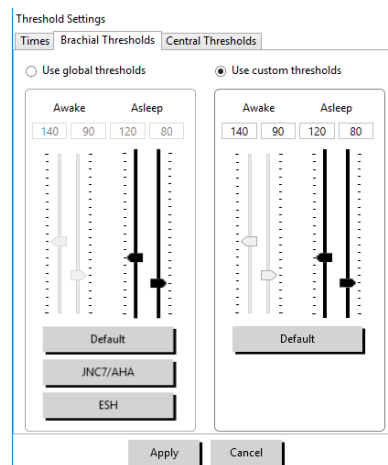 Threshold Settings
Times Brachial Thresholds Central Thresholds
Use global thresholds Use custom thresholds
Awake Asleep Awake Asleep
140 90 120 80 140 90 120 80
Default Default
JNC7/AHA
ESH
Apply Cancel